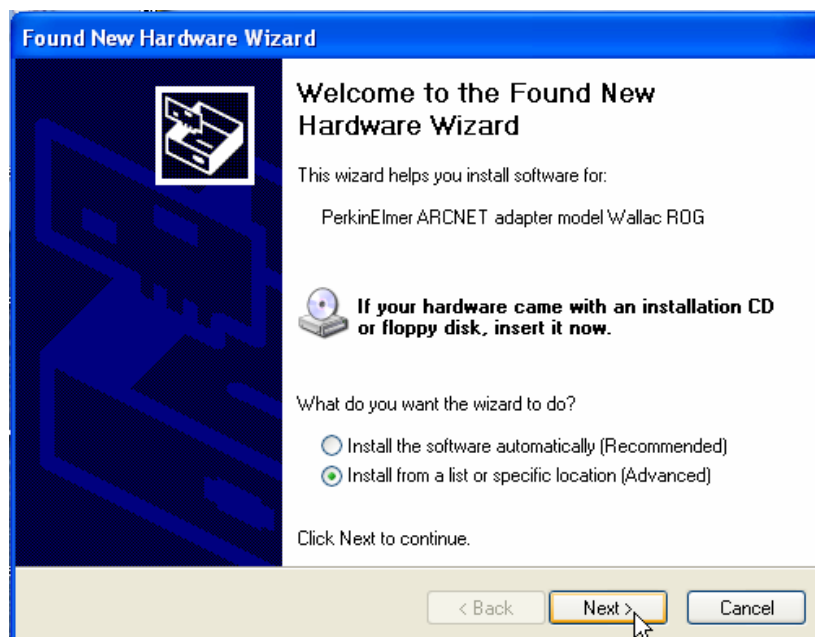 Found New Hardware Wizard
Welcome to the Found New
Hardware Wizard
This wizard helps you install software for:
PerkinElmer ARCNET adapter model Wallac ROG
If your hardware came with an installation CD
or floppy disk, insert it now.
What do you want the wizard to do?
Install the software automatically (Recommended)
Install from a list or specific location (Advanced)
Click Next to continue.
< Back Next > Cancel